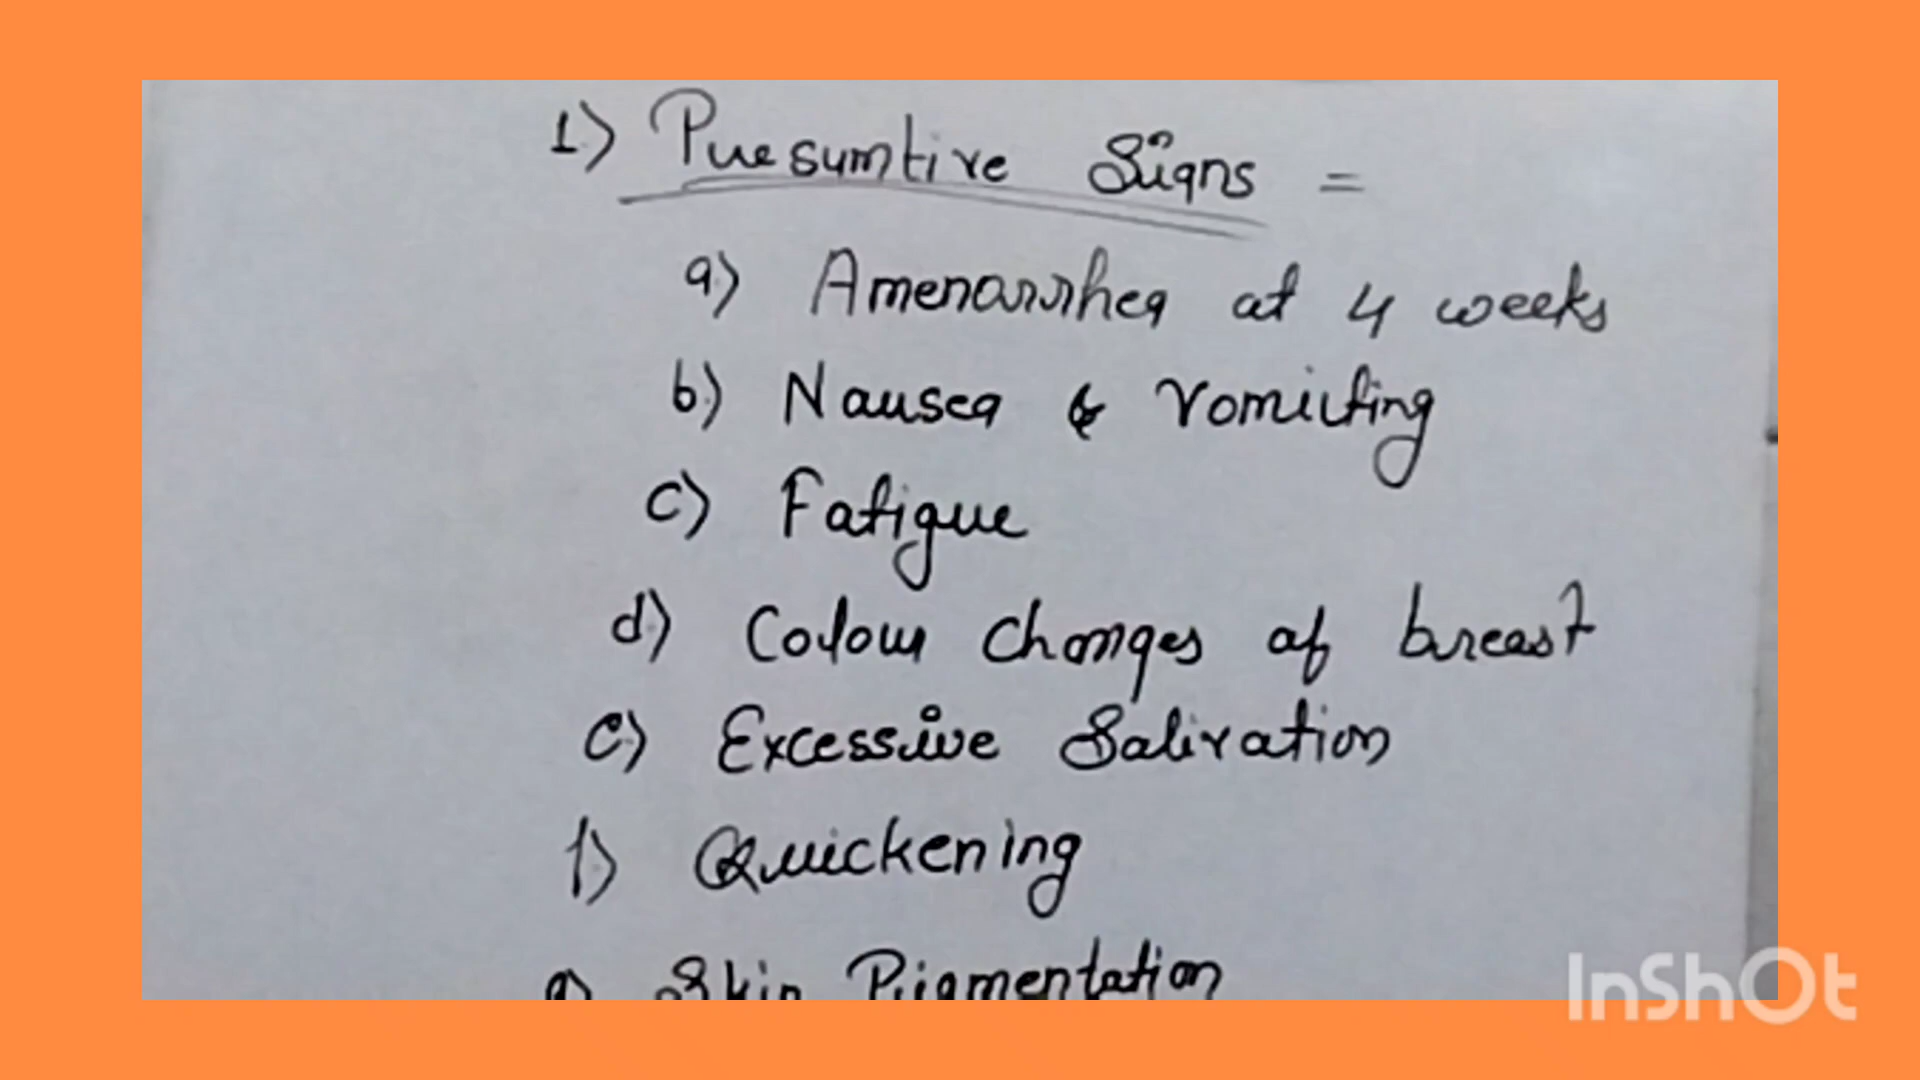 1) Presumtive Signs =
a) Amenorrhea at 4 weeks
b) Nausea & Vomitting
c) Fatigue
d) Colour changes of breast
e) Excessive Salivation
f) Quickening
g) Skin Pigmentation
InShOt